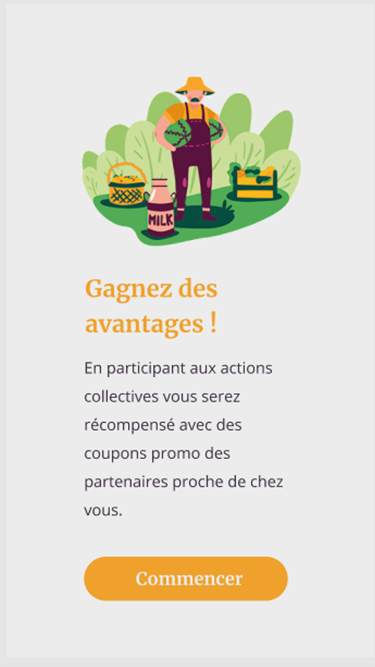 MILK
Gagnez des
avantages !
En participant aux actions
collectives vous serez
récompensé avec des
coupons promo des
partenaires proche de chez
vous.
Commencer